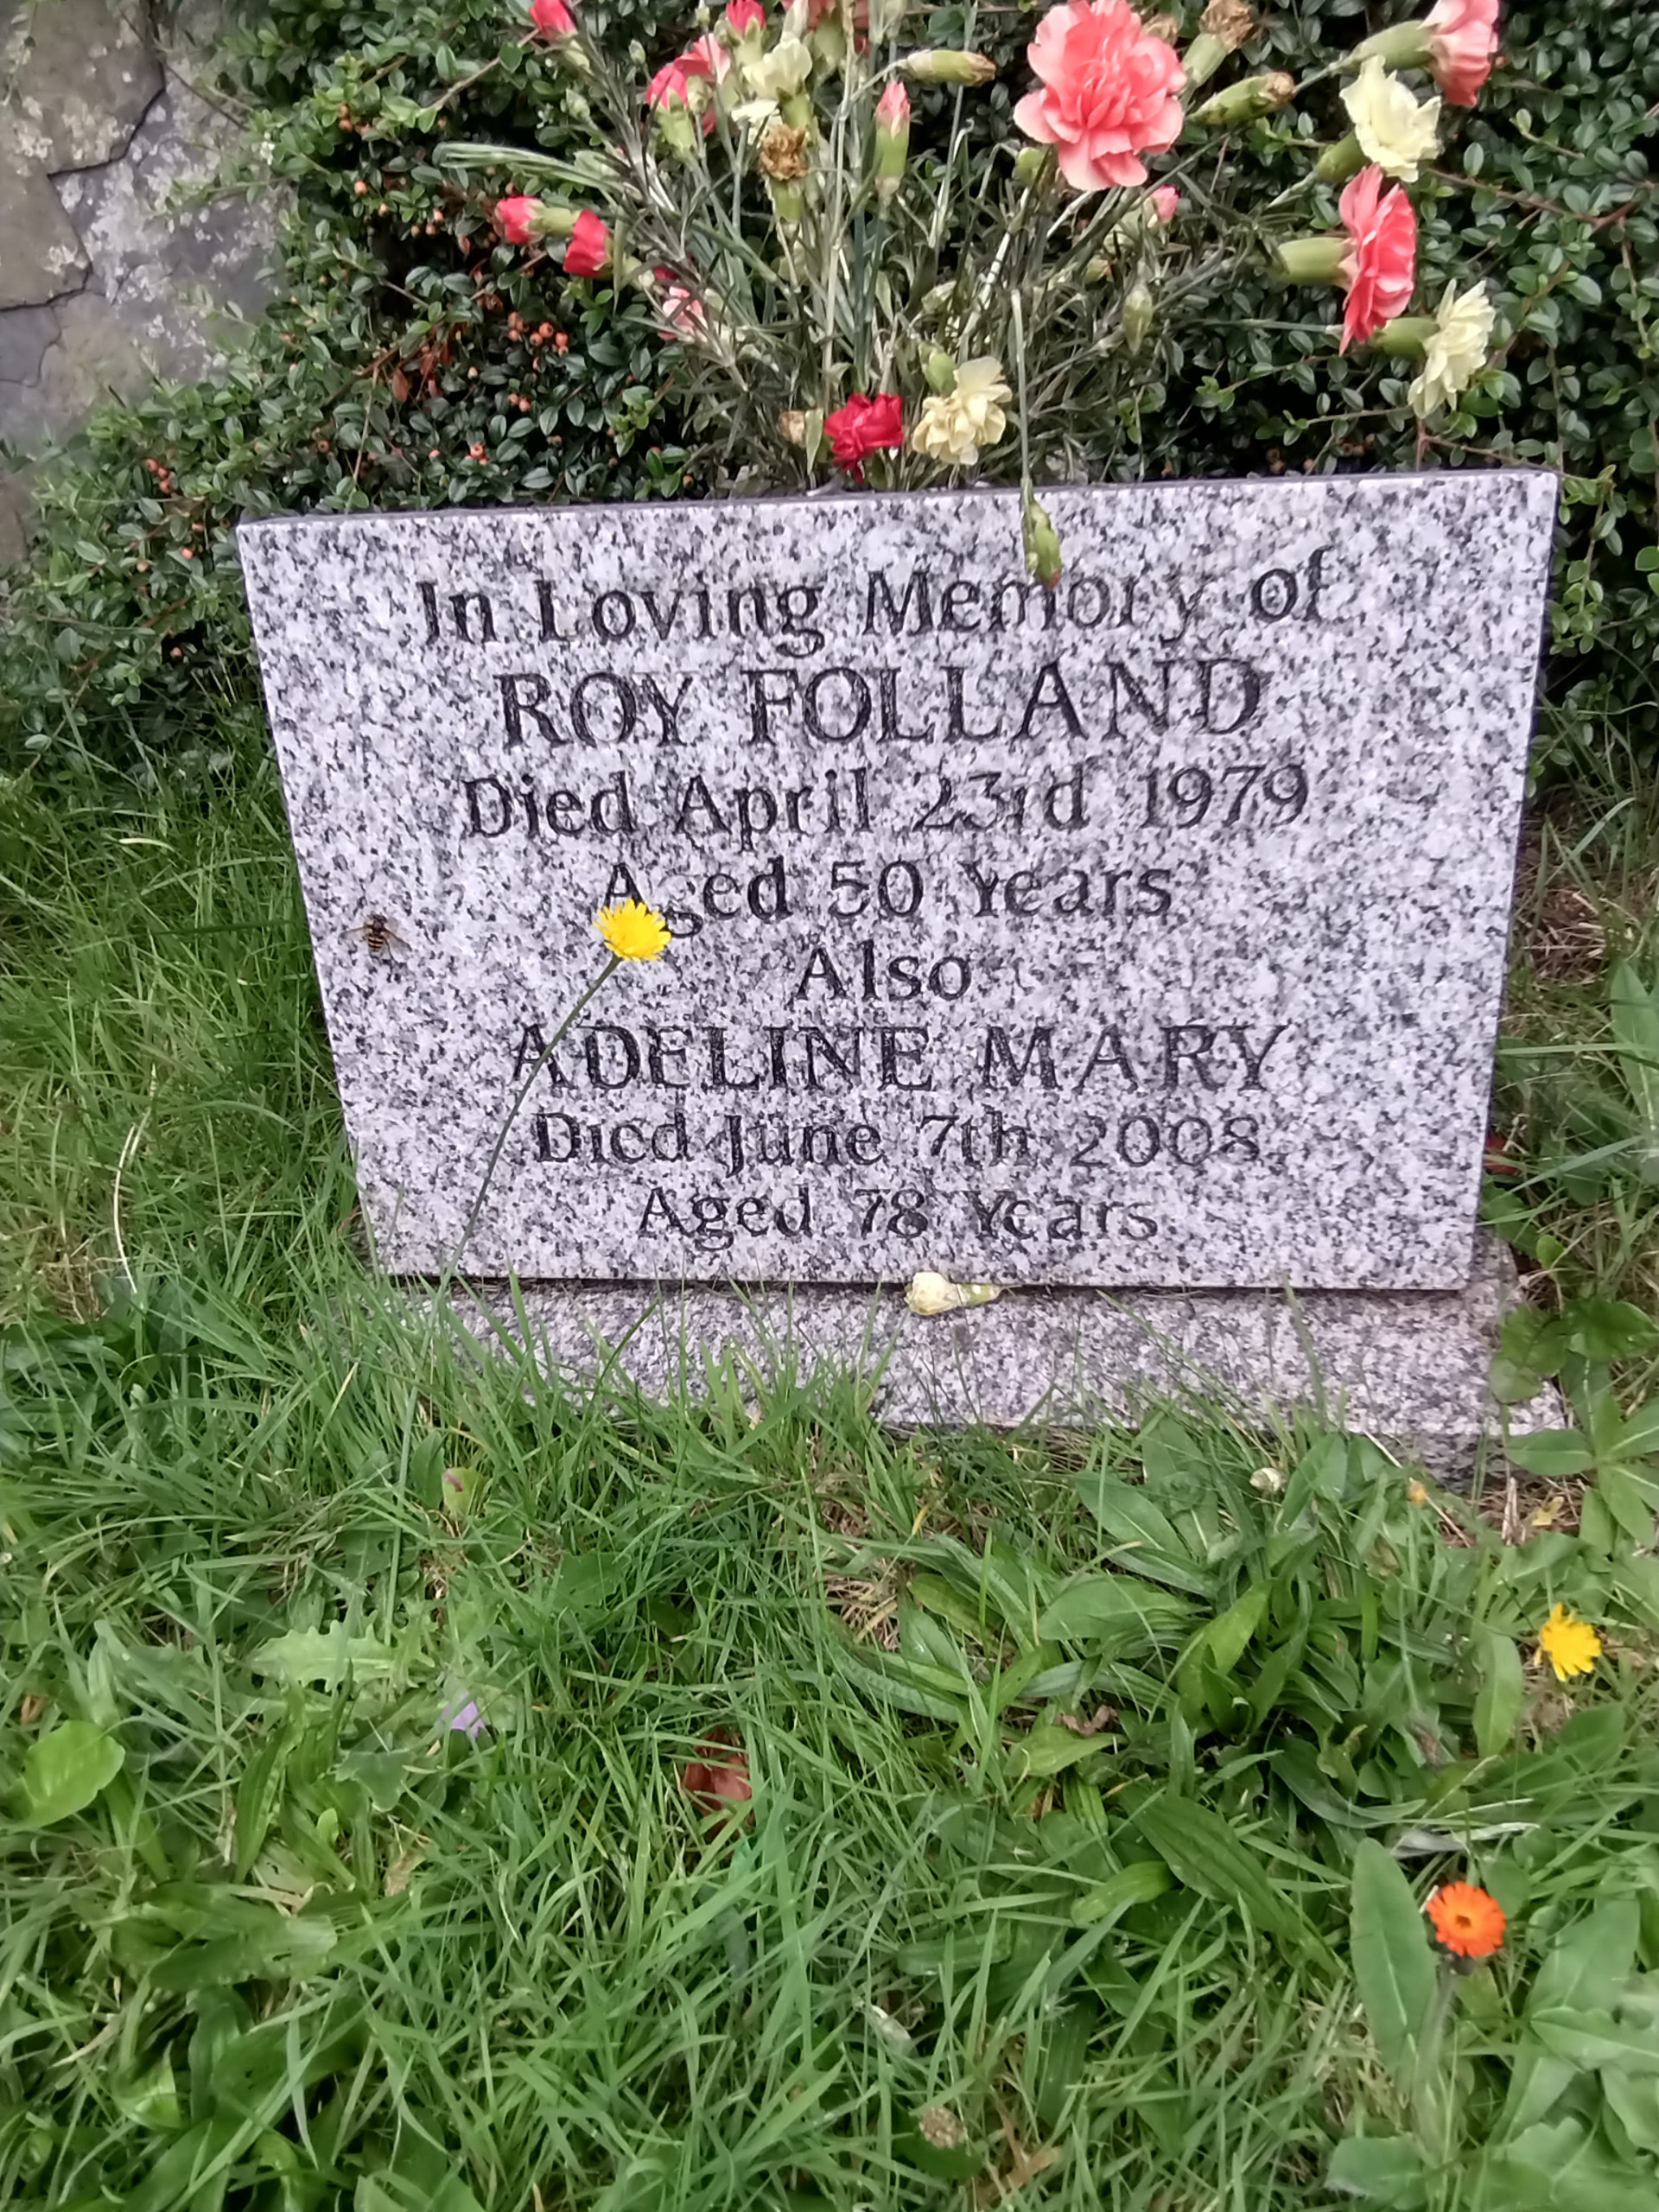 In Loving Memory of
ROY FOLLAND
Died April 23rd 1979
Aged 50 Years
Also
ADELINE MARY
Died June 7th 2008
Aged 78 Years